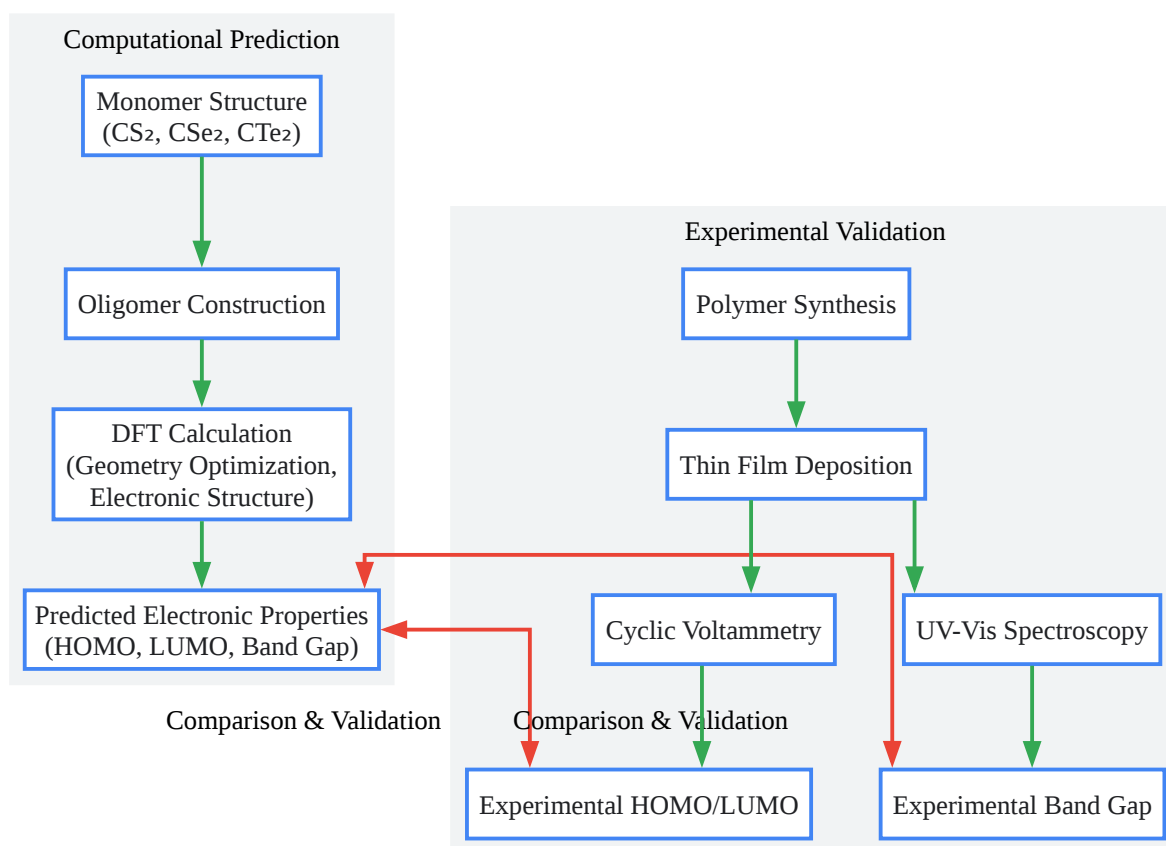 Computational Prediction
Monomer Structure
(CS₂, CSe₂, CTe₂)
Oligomer Construction
DFT Calculation
(Geometry Optimization,
Electronic Structure)
Predicted Electronic Properties
(HOMO, LUMO, Band Gap)
Experimental Validation
Polymer Synthesis
Thin Film Deposition
Cyclic Voltammetry
UV-Vis Spectroscopy
Comparison & Validation
Comparison & Validation
Experimental HOMO/LUMO
Experimental Band Gap